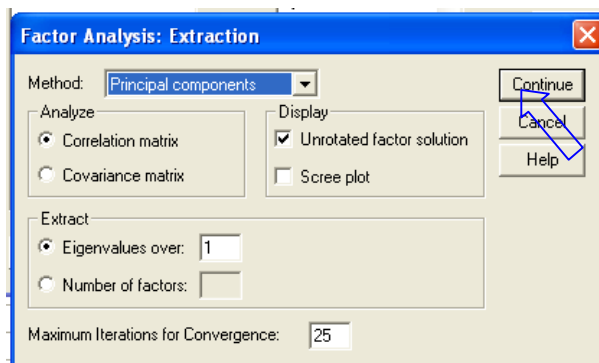 Factor Analysis: Extraction
Method: Principal components
Continue
Analyze
Display
Cancel
Correlation matrix
Unrotated factor solution
Help
Covariance matrix
Scree plot
Extract
Eigenvalues over: 1
Number of factors:
Maximum Iterations for Convergence: 25